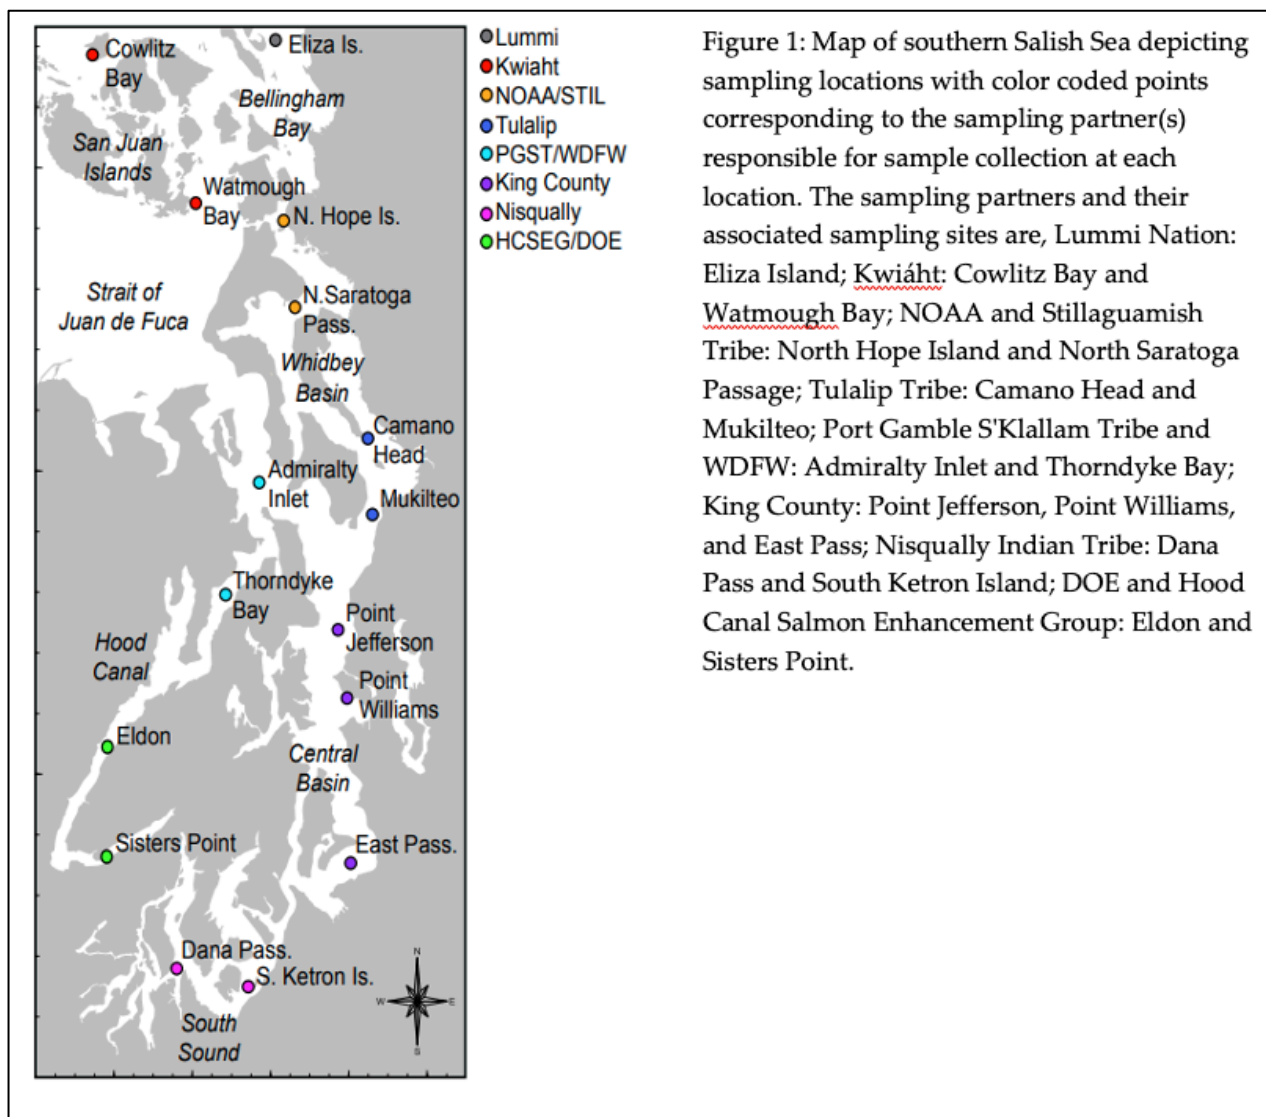 Cowlitz
Bay
Eliza Is.
Bellingham
Bay
San Juan
Islands
Watmough
Bay
N. Hope Is.
Strait of
Juan de Fuca
N.Saratoga
Pass.
Whidbey
Basin
Camano
Head
Admiralty
Inlet
Mukilteo
Thorndyke
Bay
Point
Jefferson
Hood
Canal
Point
Williams
Eldon
Central
Basin
Sisters Point
East Pass.
Dana Pass.
S. Ketron Is.
South
Sound
N
W
E
S
Lummi
Kwiaht
NOAA/STIL
Tulalip
PGST/WDFW
King County
Nisqually
HCSEG/DOE
Figure 1: Map of southern Salish Sea depicting
sampling locations with color coded points
corresponding to the sampling partner(s)
responsible for sample collection at each
location. The sampling partners and their
associated sampling sites are, Lummi Nation:
Eliza Island; Kwiáht: Cowlitz Bay and
Watmough Bay; NOAA and Stillaguamish
Tribe: North Hope Island and North Saratoga
Passage; Tulalip Tribe: Camano Head and
Mukilteo; Port Gamble S'Klallam Tribe and
WDFW: Admiralty Inlet and Thorndyke Bay;
King County: Point Jefferson, Point Williams,
and East Pass; Nisqually Indian Tribe: Dana
Pass and South Ketron Island; DOE and Hood
Canal Salmon Enhancement Group: Eldon and
Sisters Point.